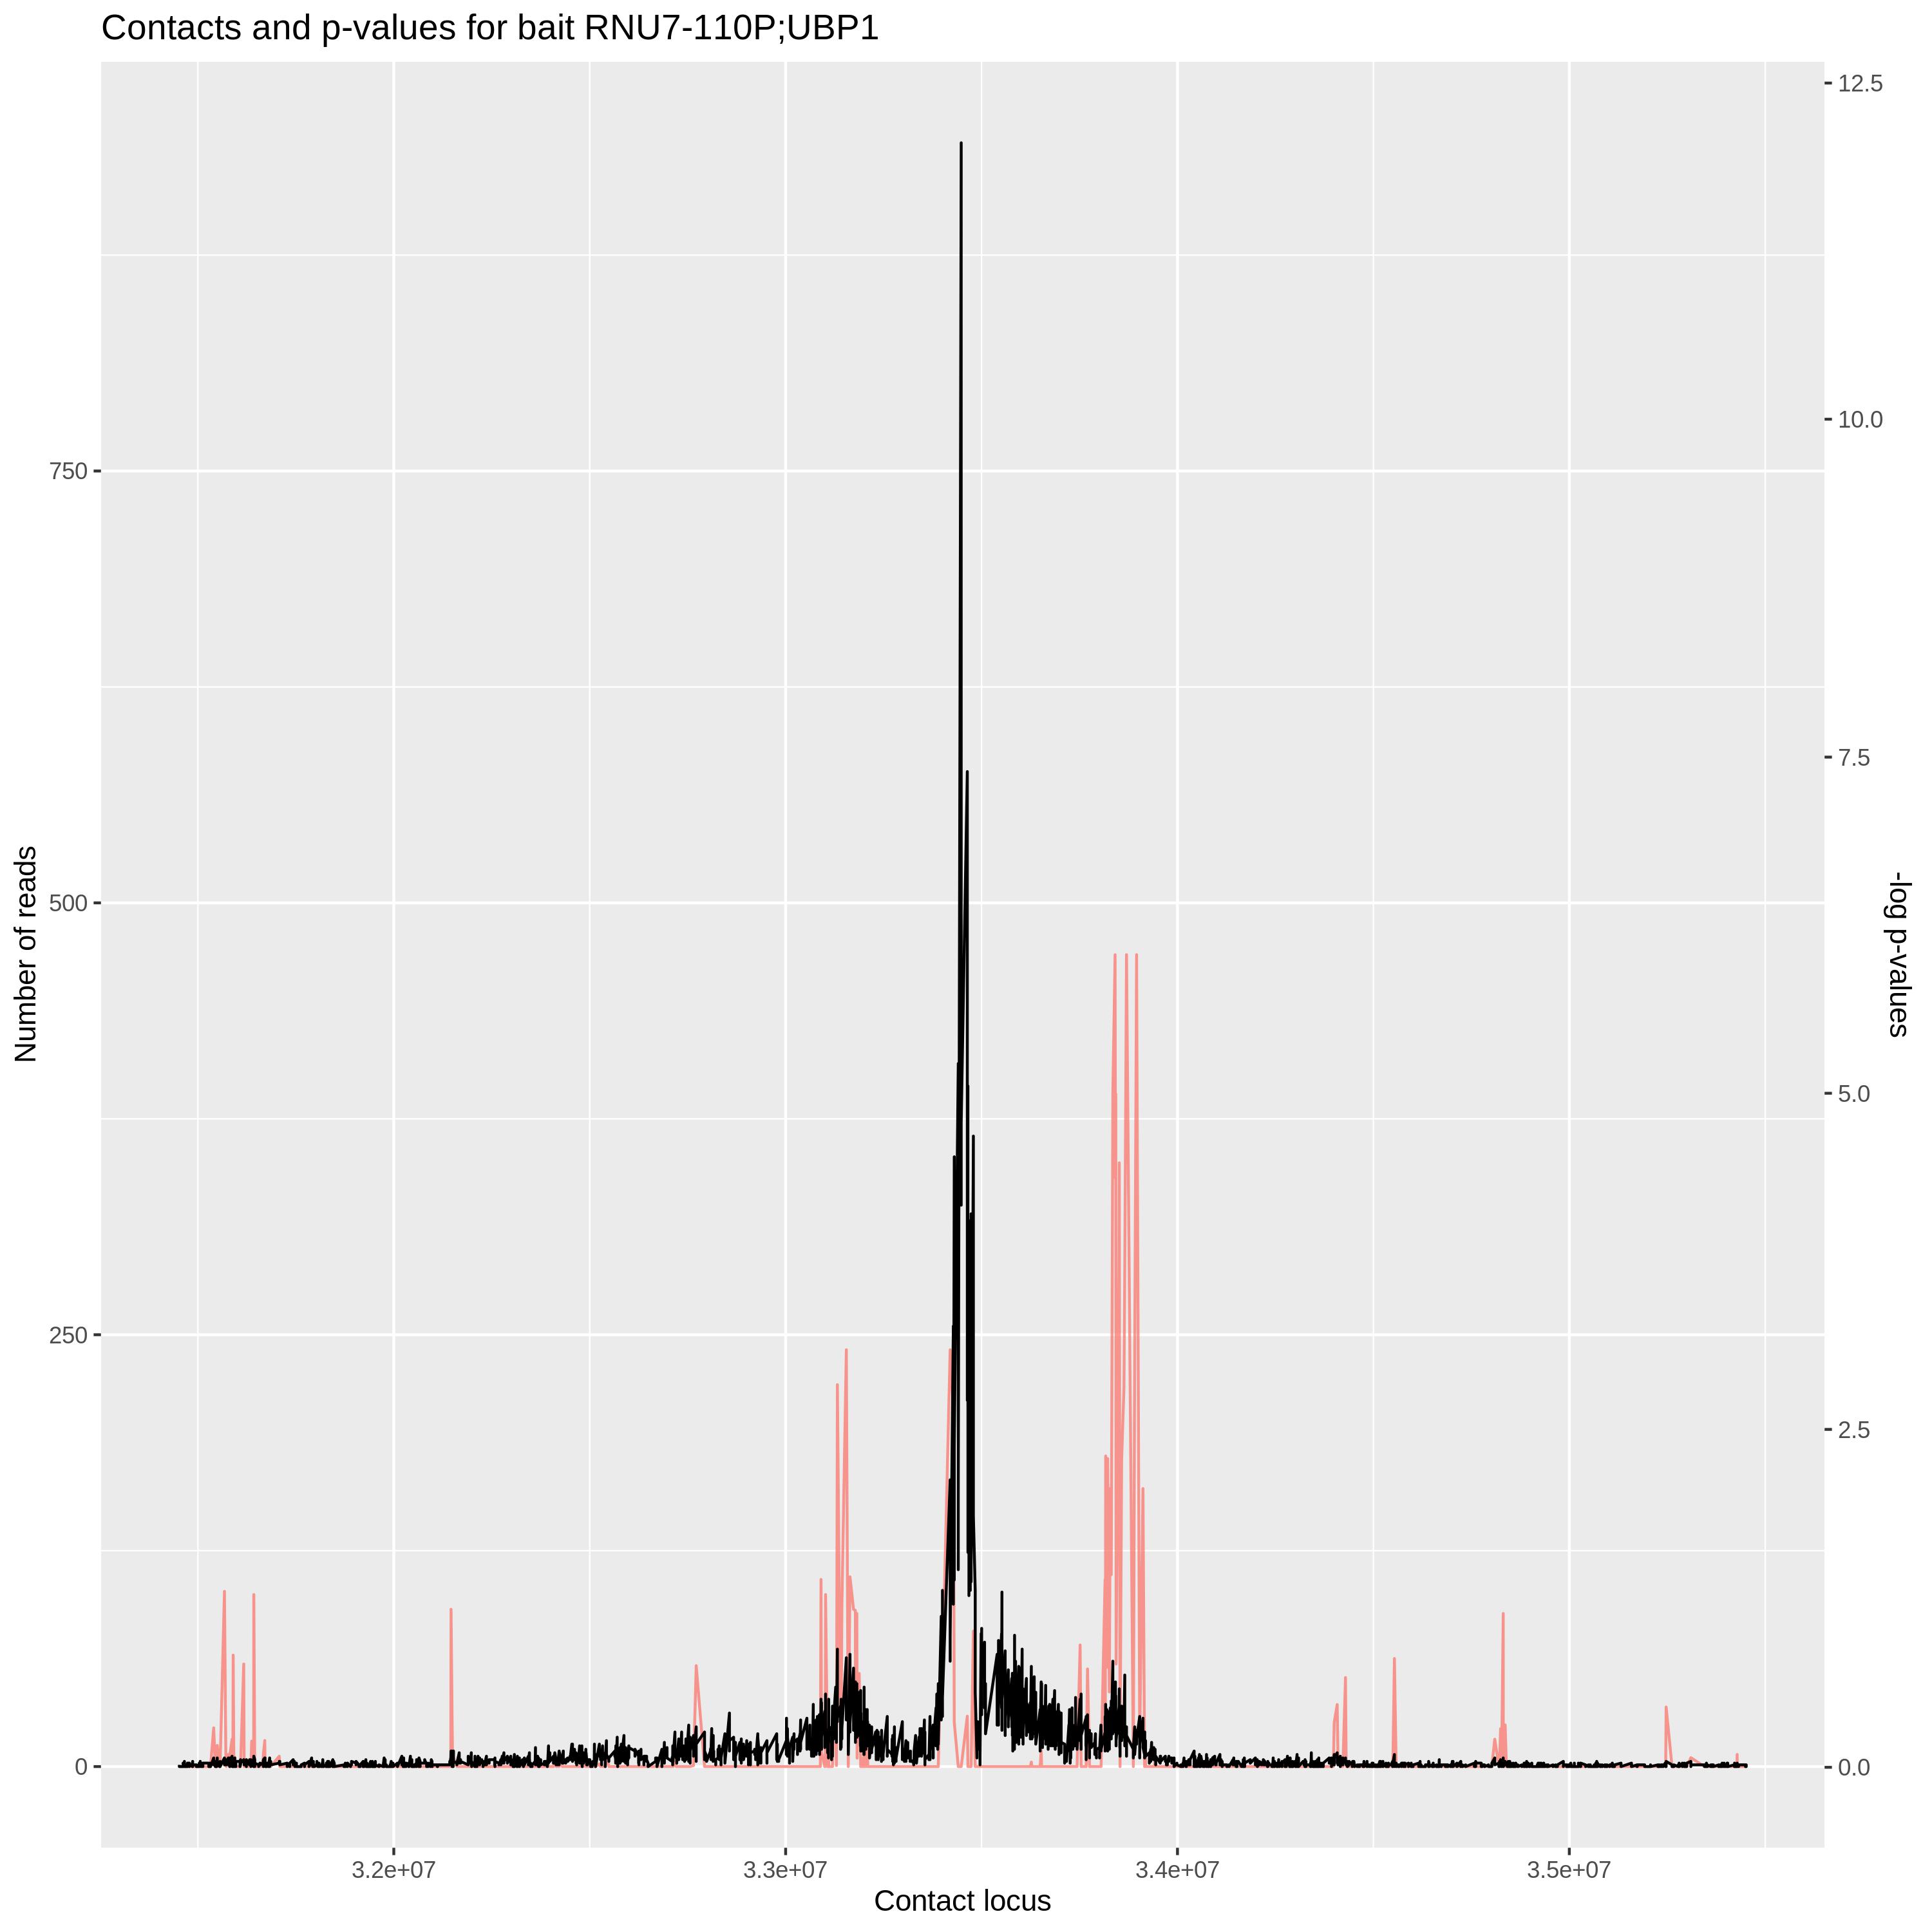 Contacts and p-values for bait RNU7-110P;UBP1
12.5
10.0
750
7.5
Number of reads
500
-log p-values
5.0
250
2.5
0
0.0
3.2e+07
3.3e+07
3.4e+07
3.5e+07
Contact locus